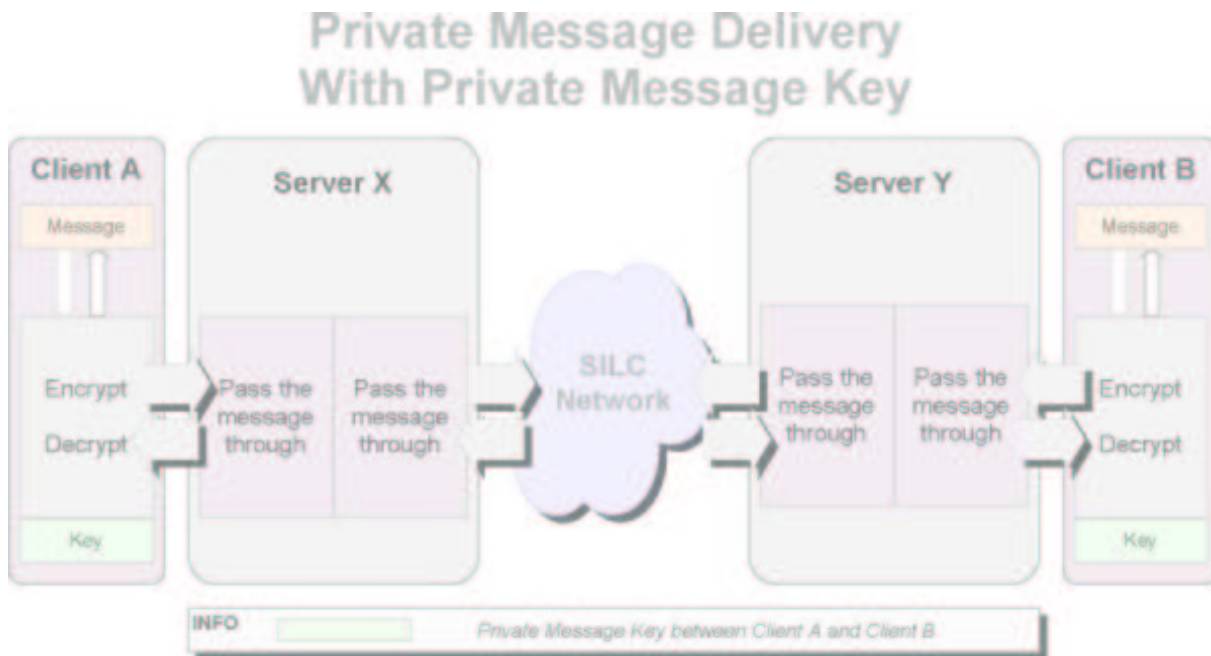 Private Message Delivery
With Private Message Key
Client A
Message
Encrypt
Decrypt
Key
Server X
Pass the
message
through
Pass the
message
through
SILC
Network
Server Y
Pass the
message
through
Pass the
message
through
Client B
Message
Encrypt
Decrypt
Key
INFO
Private Message Key between Client A and Client B